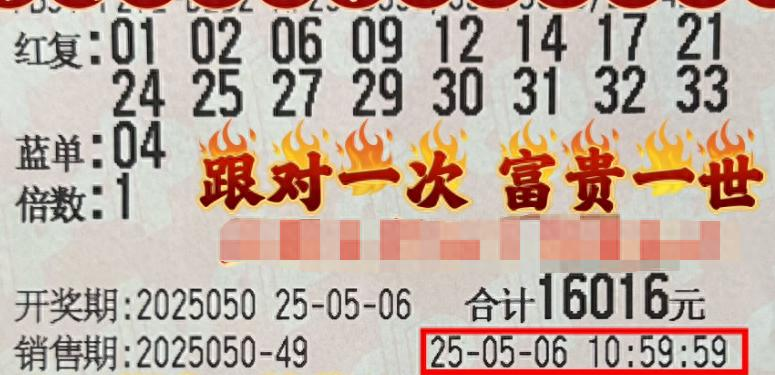 红复:01 02 06 09 12 14 17 21
24 25 27 29 30 31 32 33
蓝单:04
跟对一次 富贵一世
倍数:1
开奖期:2025050 25-05-06 合计16016元
销售期:2025050-49 25-05-06 10:59:59